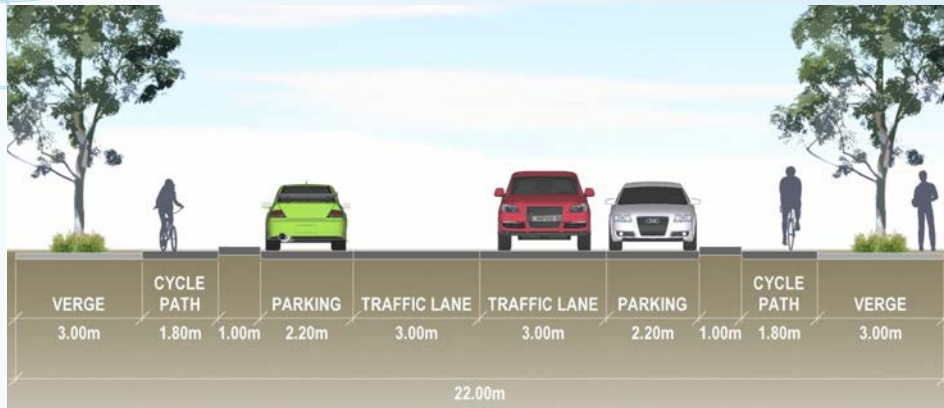 VERGE
CYCLE
PATH
PARKING
TRAFFIC LANE
TRAFFIC LANE
PARKING
CYCLE
PATH
VERGE
3.00m
1.80m
1.00m
2.20m
3.00m
3.00m
2.20m
1.00m
1.80m
3.00m
22.00m